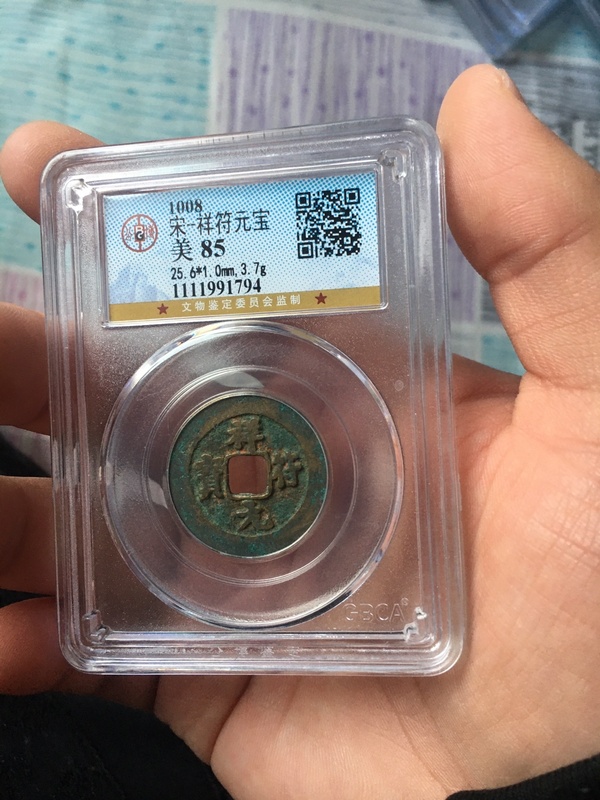 1008
宋-祥符元宝
美 85
25.6*1.0mm,3.7g
1111991794
★ 文物鉴定委员会监制 ★
祥
寳 符
元
GBCA®